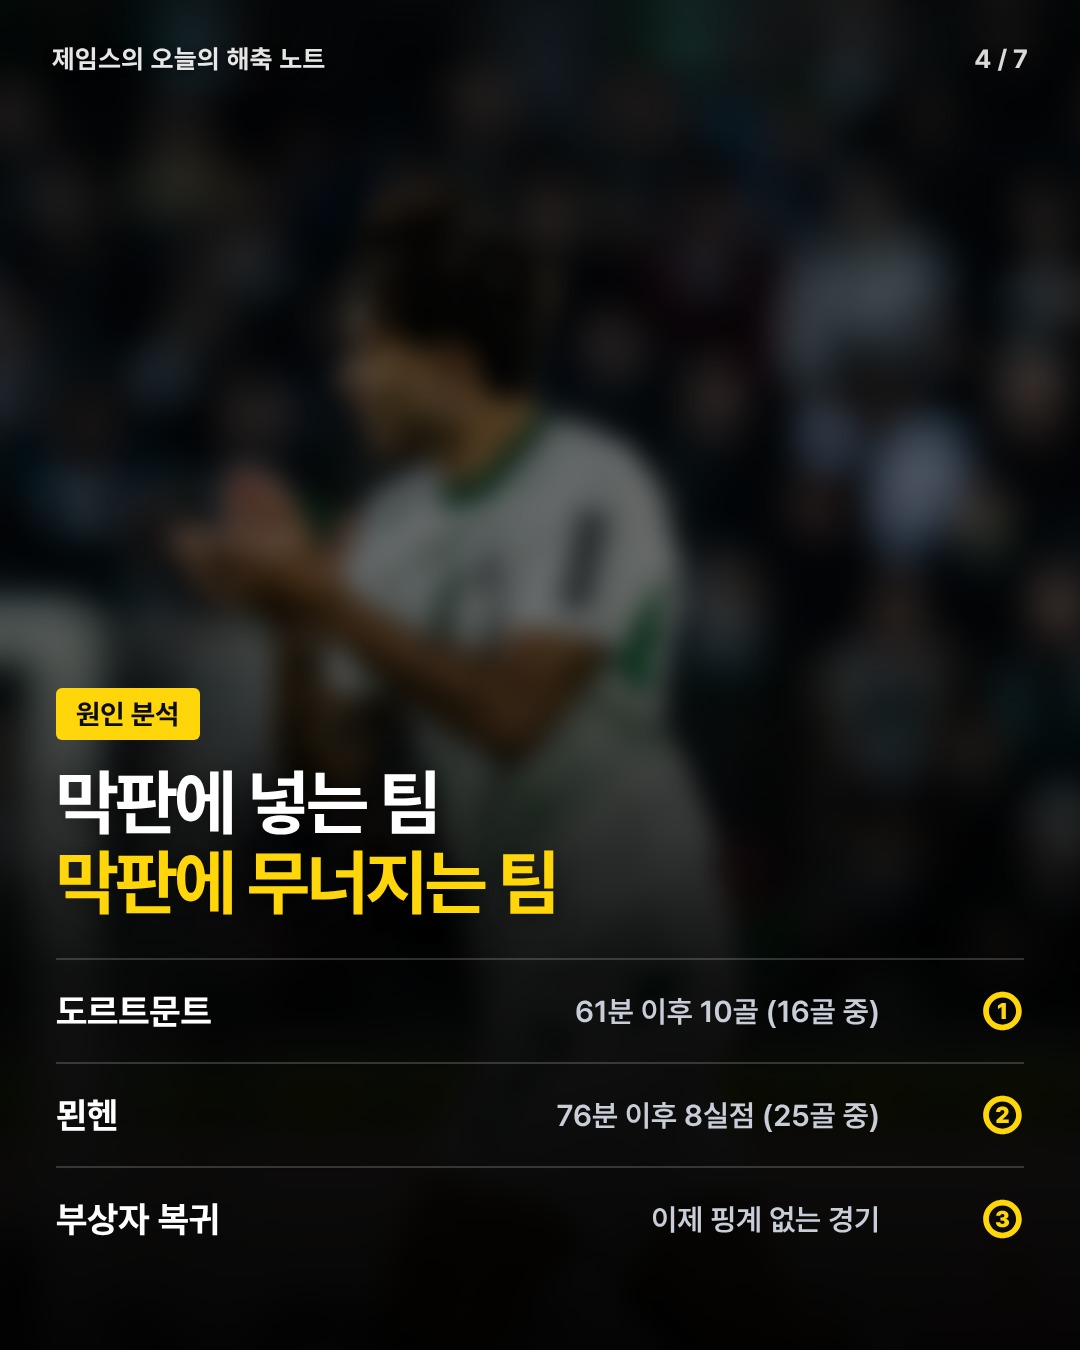 제임스의 오늘의 해축 노트
4 / 7
원인 분석
막판에 넣는 팀
막판에 무너지는 팀
도르트문트 61분 이후 10골 (16골 중) ①
묀헨 76분 이후 8실점 (25골 중) ②
부상자 복귀 이제 핑계 없는 경기 ③